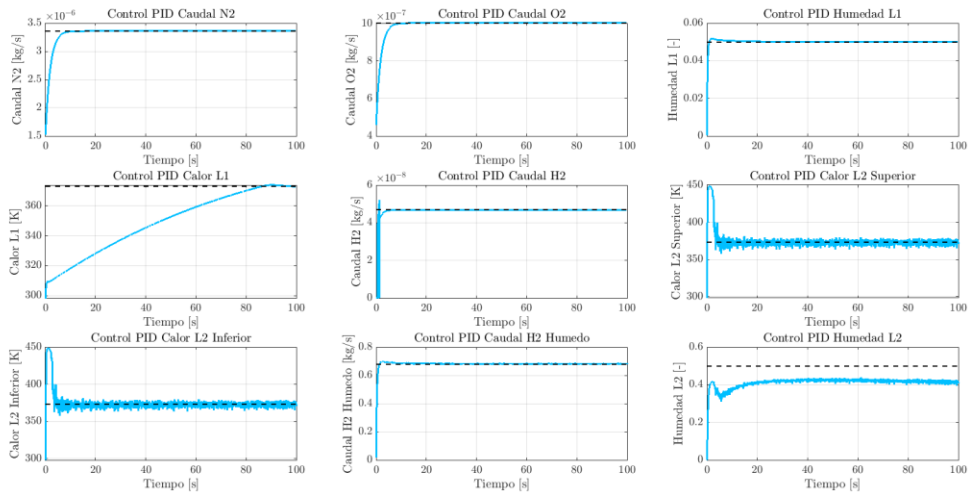 Control PID Caudal N2
×10⁻⁶
3.5
3
2.5
2
1.5
Caudal N2 [kg/s]
0 20 40 60 80 100
Tiempo [s]
Control PID Caudal O2
×10⁻⁷
10
8
6
4
Caudal O2 [kg/s]
0 20 40 60 80 100
Tiempo [s]
Control PID Humedad L1
0.06
0.04
0.02
0
Humedad L1 [-]
0 20 40 60 80 100
Tiempo [s]
Control PID Calor L1
360
340
320
300
Calor L1 [K]
0 20 40 60 80 100
Tiempo [s]
Control PID Caudal H2
×10⁻⁸
6
4
2
0
Caudal H2 [kg/s]
0 20 40 60 80 100
Tiempo [s]
Control PID Calor L2 Superior
450
400
350
300
Calor L2 Superior [K]
0 20 40 60 80 100
Tiempo [s]
Control PID Calor L2 Inferior
450
400
350
300
Calor L2 Inferior [K]
0 20 40 60 80 100
Tiempo [s]
Control PID Caudal H2 Humedo
0.8
0.6
0.4
0.2
0
Caudal H2 Humedo [kg/s]
0 20 40 60 80 100
Tiempo [s]
Control PID Humedad L2
0.6
0.4
0.2
0
Humedad L2 [-]
0 20 40 60 80 100
Tiempo [s]